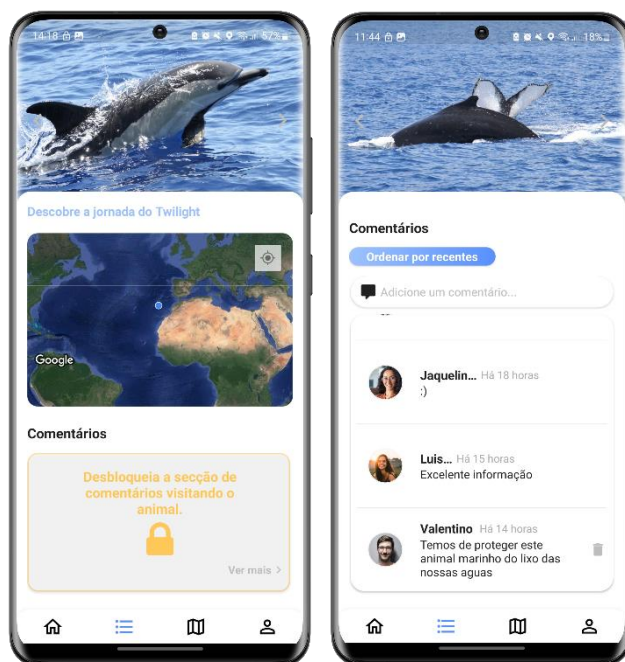 14:18
57%
Descobre a jornada do Twilight
Google
Comentários
Desbloqueia a secção de
comentários visitando o
animal.
Ver mais >
11:44
18%
Comentários
Ordenar por recentes
Adicione um comentário...
Jaquelin... Há 18 horas
:)
Luis... Há 15 horas
Excelente informação
Valentino Há 14 horas
Temos de proteger este
animal marinho do lixo das
nossas aguas